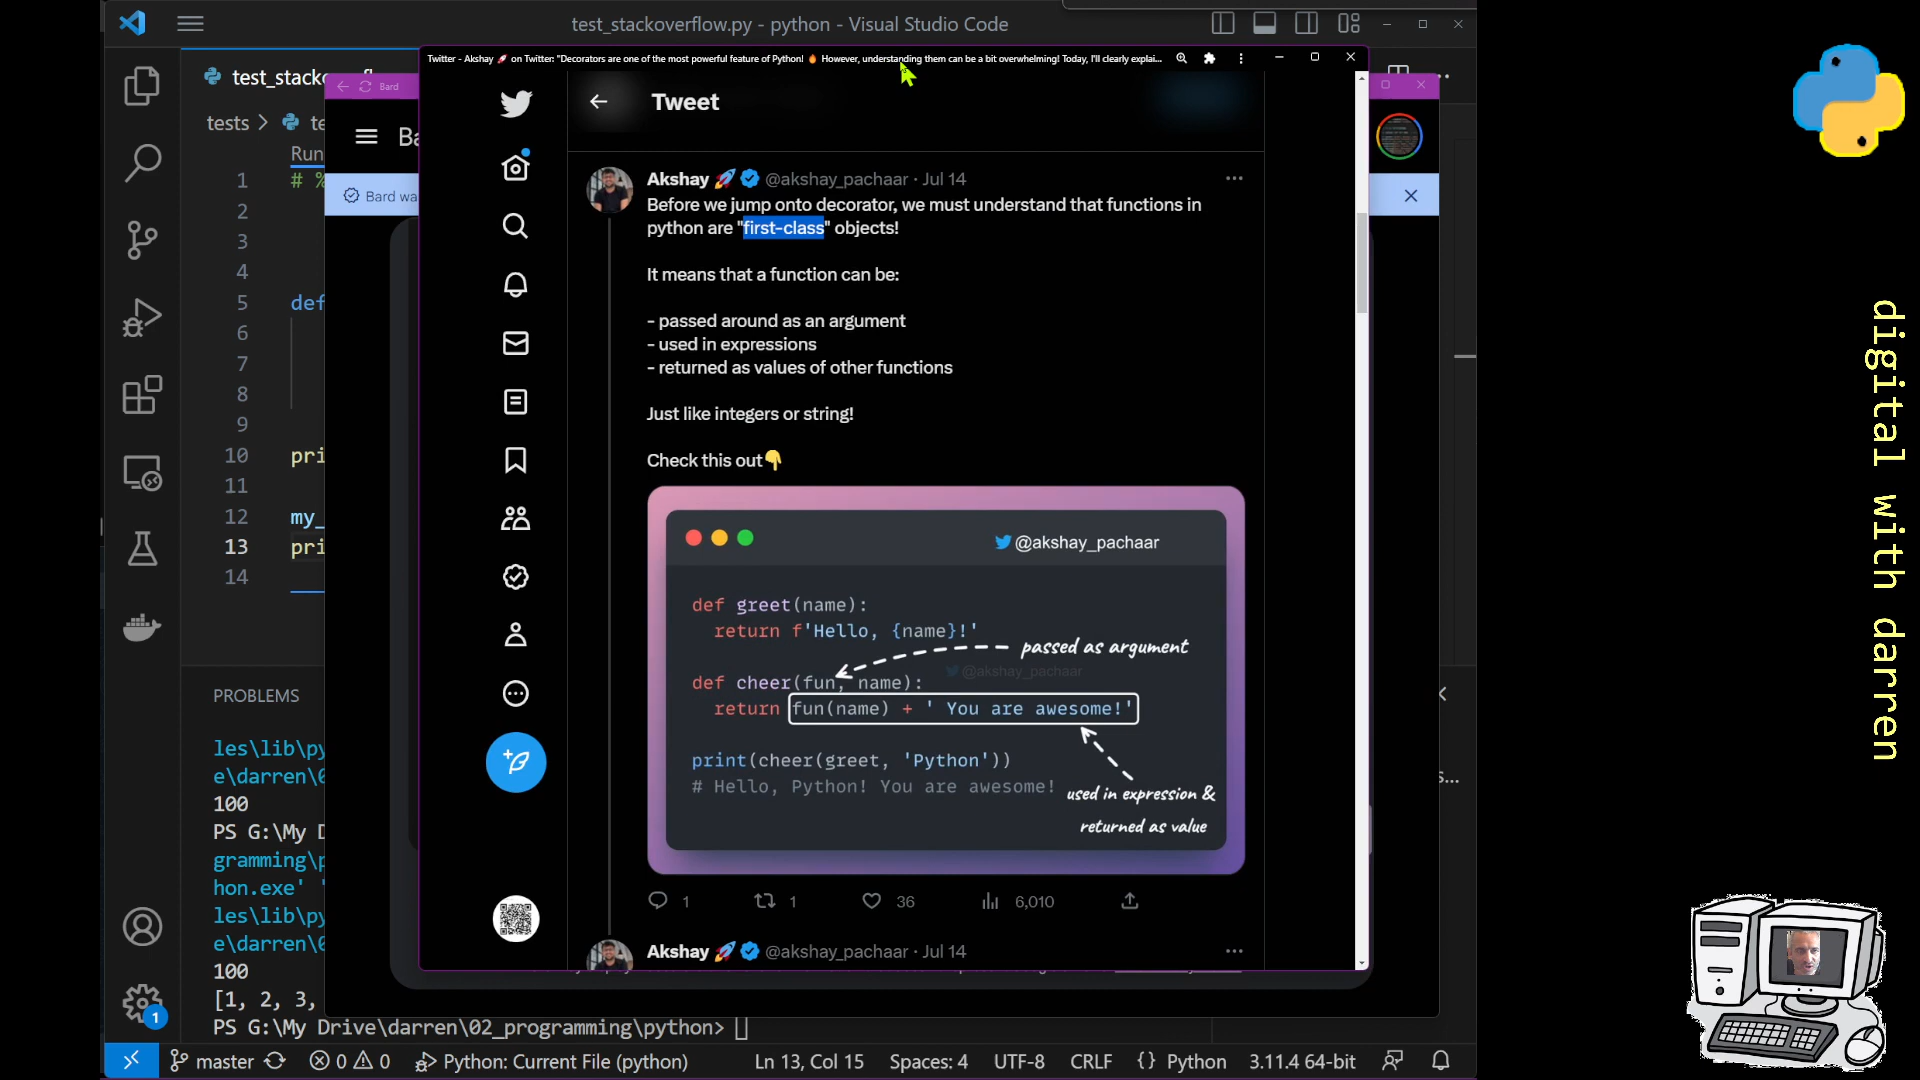 test_stackoverflow.py - python - Visual Studio Code
test_stack
Twitter - Akshay 🚀 on Twitter: "Decorators are one of the most powerful feature of Python! 🔥 However, understanding them can be a bit overwhelming! Today, I'll clearly explai...
Bard
tests >
Run
Bard wa
Tweet
Akshay 🚀 @akshay_pachaar · Jul 14
Before we jump onto decorator, we must understand that functions in
python are "first-class" objects!
It means that a function can be:
- passed around as an argument
- used in expressions
- returned as values of other functions
Just like integers or string!
Check this out👇
@akshay_pachaar
def greet(name):
return f'Hello, {name}!'
passed as argument
@akshay_pachaar
def cheer(fun, name):
return fun(name) + ' You are awesome!'
print(cheer(greet, 'Python'))
# Hello, Python! You are awesome!
used in expression &
returned as value
1 1 36 6,010
Akshay 🚀 @akshay_pachaar · Jul 14
1 # %
2
3
4
5 def
6
7
8
9
10 pri
11
12 my_
13 pri
14
PROBLEMS
les\lib\py
e\darren\0
100
PS G:\My D
gramming\p
hon.exe' '
les\lib\py
e\darren\0
100
[1, 2, 3,
PS G:\My Drive\darren\02_programming\python>
1
master 0 0 Python: Current File (python) Ln 13, Col 15 Spaces: 4 UTF-8 CRLF {} Python 3.11.4 64-bit
digital with darren